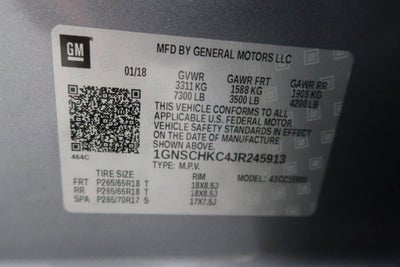 GM
MFD BY GENERAL MOTORS LLC
01/18 GVWR GAWR FRT GAWR RR
3311 KG 1588 KG 1905 KG
7300 LB 3500 LB 4200 LB
THIS VEHICLE CONFORMS TO ALL
APPLICABLE U.S. FEDERAL MOTOR
VEHICLE SAFETY STANDARDS IN
EFFECT ON THE DATE OF
MANUFACTURE SHOWN ABOVE.
464C 1GNSCHKC4JR245913
TYPE: M.P.V. MODEL:
TIRE SIZE RIM
FRT P265/65R18 T 18X8.5J
RR P265/65R18 T 18X8.5J
SPA P265/70R17 S 17X7.5J